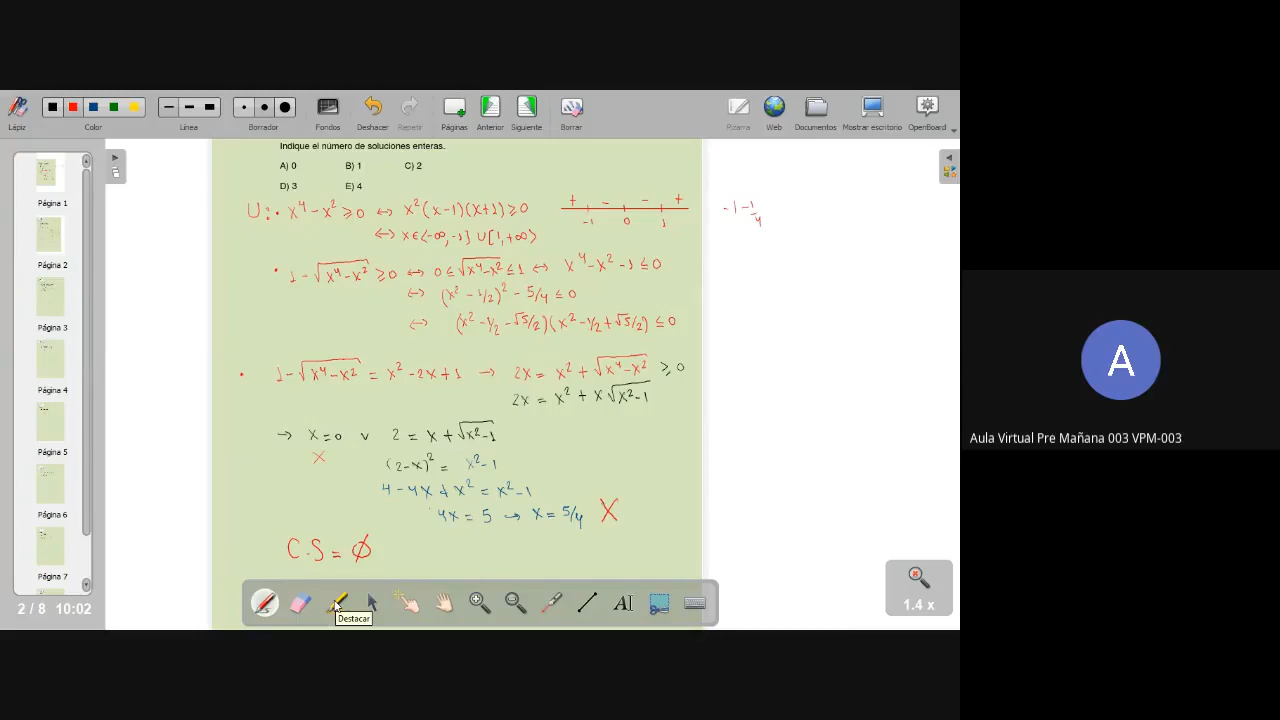 Lápiz Color Línea Borrador Fondos Deshacer Repetir Páginas Anterior Siguiente Borrar Pizarra Web Documentos Mostrar escritorio OpenBoard
Indique el número de soluciones enteras.
A) 0 B) 1 C) 2
D) 3 E) 4
U: • x⁴ - x² ≥ 0 ↔ x²(x-1)(x+1) ≥ 0
+ - - +
-1 0 1
-1 - 1/4
↔ x ∈ ⟨-∞, -1] ∪ [1, +∞⟩
• 1 - √(x⁴-x²) ≥ 0 ↔ 0 ≤ √(x⁴-x²) ≤ 1 ↔ x⁴ - x² - 1 ≤ 0
↔ (x² - 1/2)² - 5/4 ≤ 0
↔ (x² - 1/2 - √5/2)(x² - 1/2 + √5/2) ≤ 0
• 1 - √(x⁴-x²) = x² - 2x + 1 → 2x = x² + √(x⁴-x²) ≥ 0
2x = x² + x√(x²-1)
→ x = 0 v 2 = x + √(x²-1)
X
(2-x)² = x² - 1
4 - 4x + x² = x² - 1
4x = 5 → x = 5/4 X
C.S = ∅
Página 1
Página 2
Página 3
Página 4
Página 5
Página 6
Página 7
2 / 8 10:02
Destacar
1.4 x
A
Aula Virtual Pre Mañana 003 VPM-003